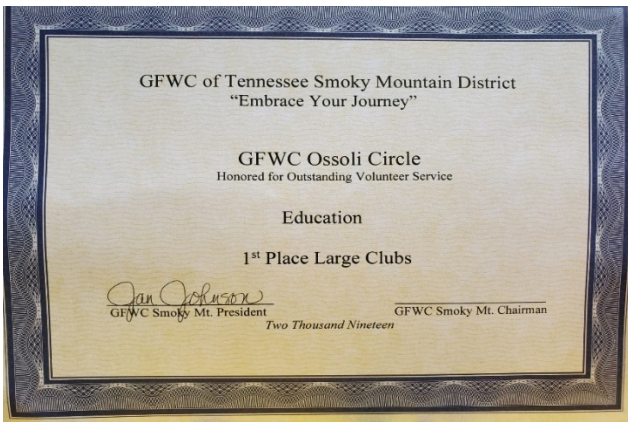 GFWC of Tennessee Smoky Mountain District
“Embrace Your Journey”
GFWC Ossoli Circle
Honored for Outstanding Volunteer Service
Education
1st Place Large Clubs
Jan Johnson
GFWC Smoky Mt. President
GFWC Smoky Mt. Chairman
Two Thousand Nineteen